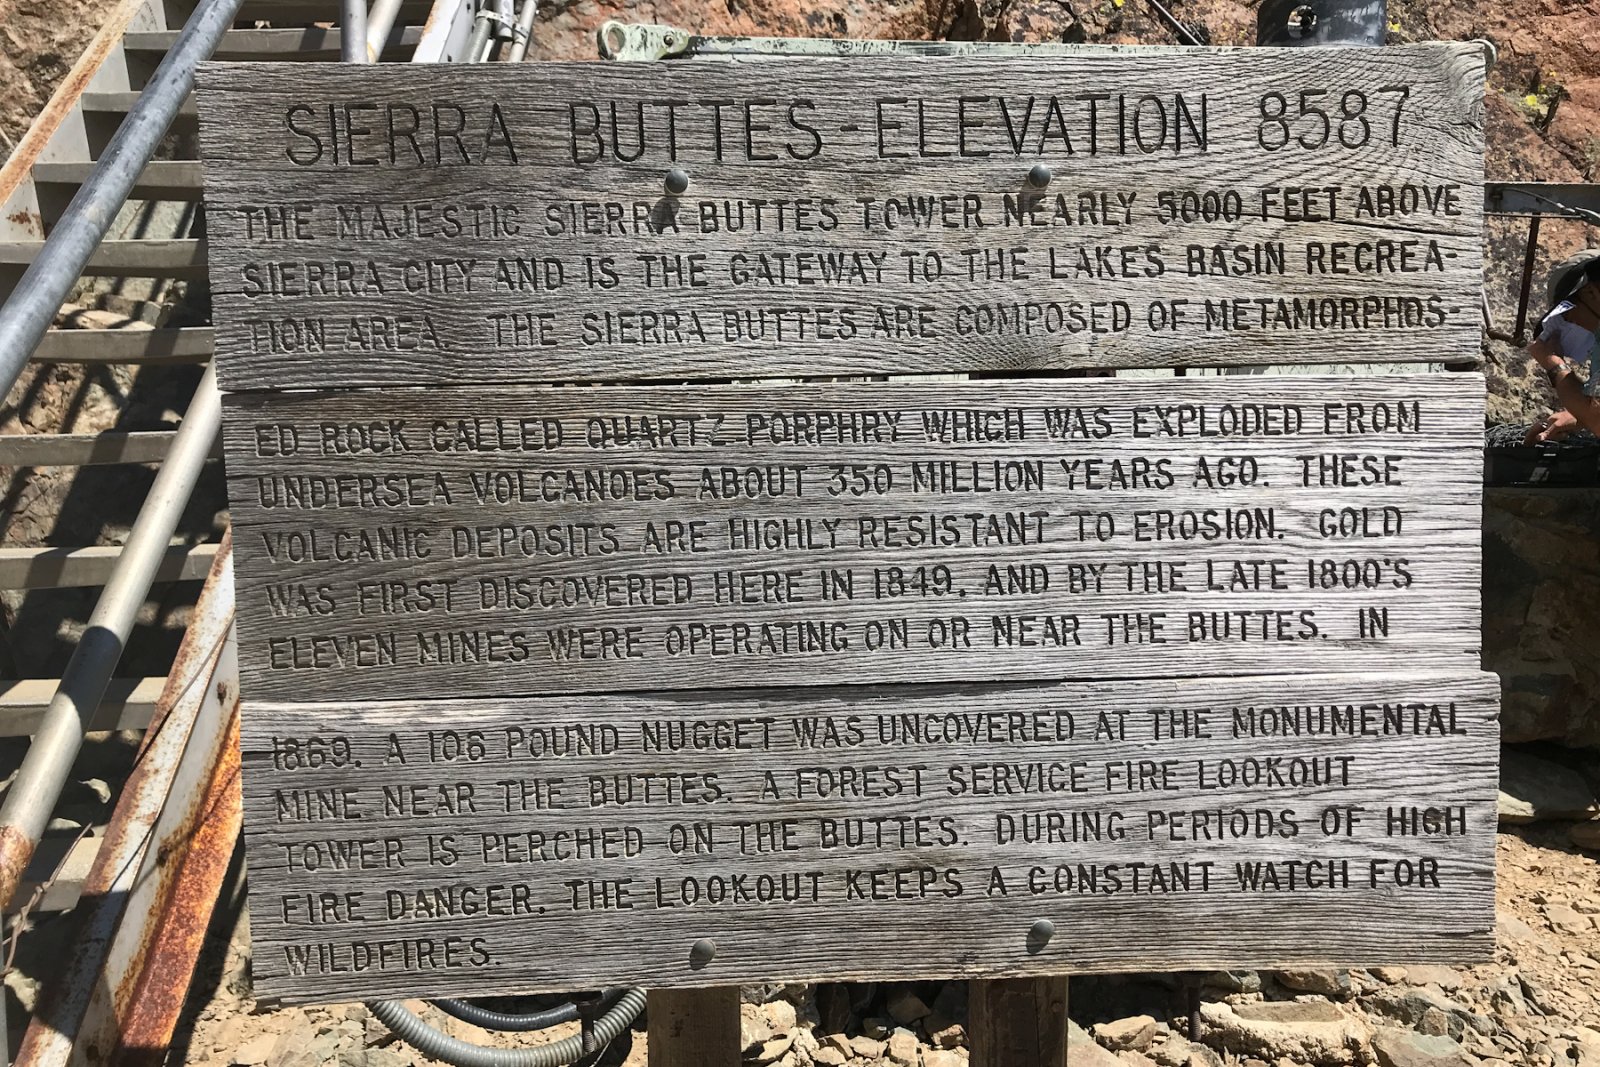 SIERRA BUTTES-ELEVATION 8587
THE MAJESTIC SIERRA BUTTES TOWER NEARLY 5000 FEET ABOVE
SIERRA CITY AND IS THE GATEWAY TO THE LAKES BASIN RECREA-
TION AREA. THE SIERRA BUTTES ARE COMPOSED OF METAMORPHOS-
ED ROCK CALLED QUARTZ PORPHRY WHICH WAS EXPLODED FROM
UNDERSEA VOLCANOES ABOUT 350 MILLION YEARS AGO. THESE
VOLCANIC DEPOSITS ARE HIGHLY RESISTANT TO EROSION. GOLD
WAS FIRST DISCOVERED HERE IN 1849, AND BY THE LATE 1800'S
ELEVEN MINES WERE OPERATING ON OR NEAR THE BUTTES. IN
1869, A 106 POUND NUGGET WAS UNCOVERED AT THE MONUMENTAL
MINE NEAR THE BUTTES. A FOREST SERVICE FIRE LOOKOUT
TOWER IS PERCHED ON THE BUTTES. DURING PERIODS OF HIGH
FIRE DANGER, THE LOOKOUT KEEPS A CONSTANT WATCH FOR
WILDFIRES.